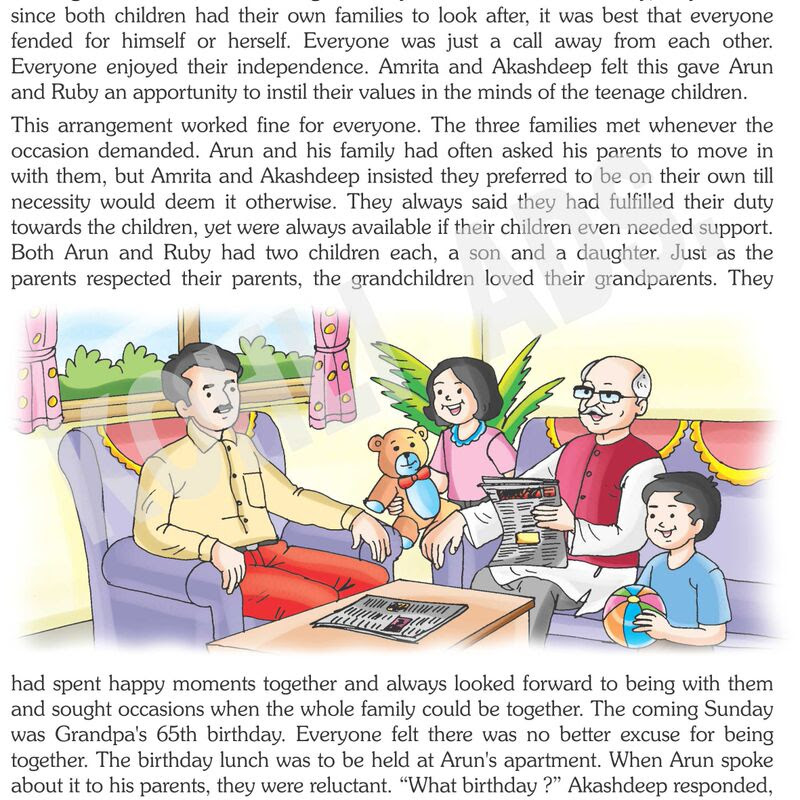 since both children had their own families to look after, it was best that everyone
fended for himself or herself. Everyone was just a call away from each other.
Everyone enjoyed their independence. Amrita and Akashdeep felt this gave Arun
and Ruby an apportunity to instil their values in the minds of the teenage children.
This arrangement worked fine for everyone. The three families met whenever the
occasion demanded. Arun and his family had often asked his parents to move in
with them, but Amrita and Akashdeep insisted they preferred to be on their own till
necessity would deem it otherwise. They always said they had fulfilled their duty
towards the children, yet were always available if their children even needed support.
Both Arun and Ruby had two children each, a son and a daughter. Just as the
parents respected their parents, the grandchildren loved their grandparents. They
had spent happy moments together and always looked forward to being with them
and sought occasions when the whole family could be together. The coming Sunday
was Grandpa's 65th birthday. Everyone felt there was no better excuse for being
together. The birthday lunch was to be held at Arun's apartment. When Arun spoke
about it to his parents, they were reluctant. “What birthday ?” Akashdeep responded,